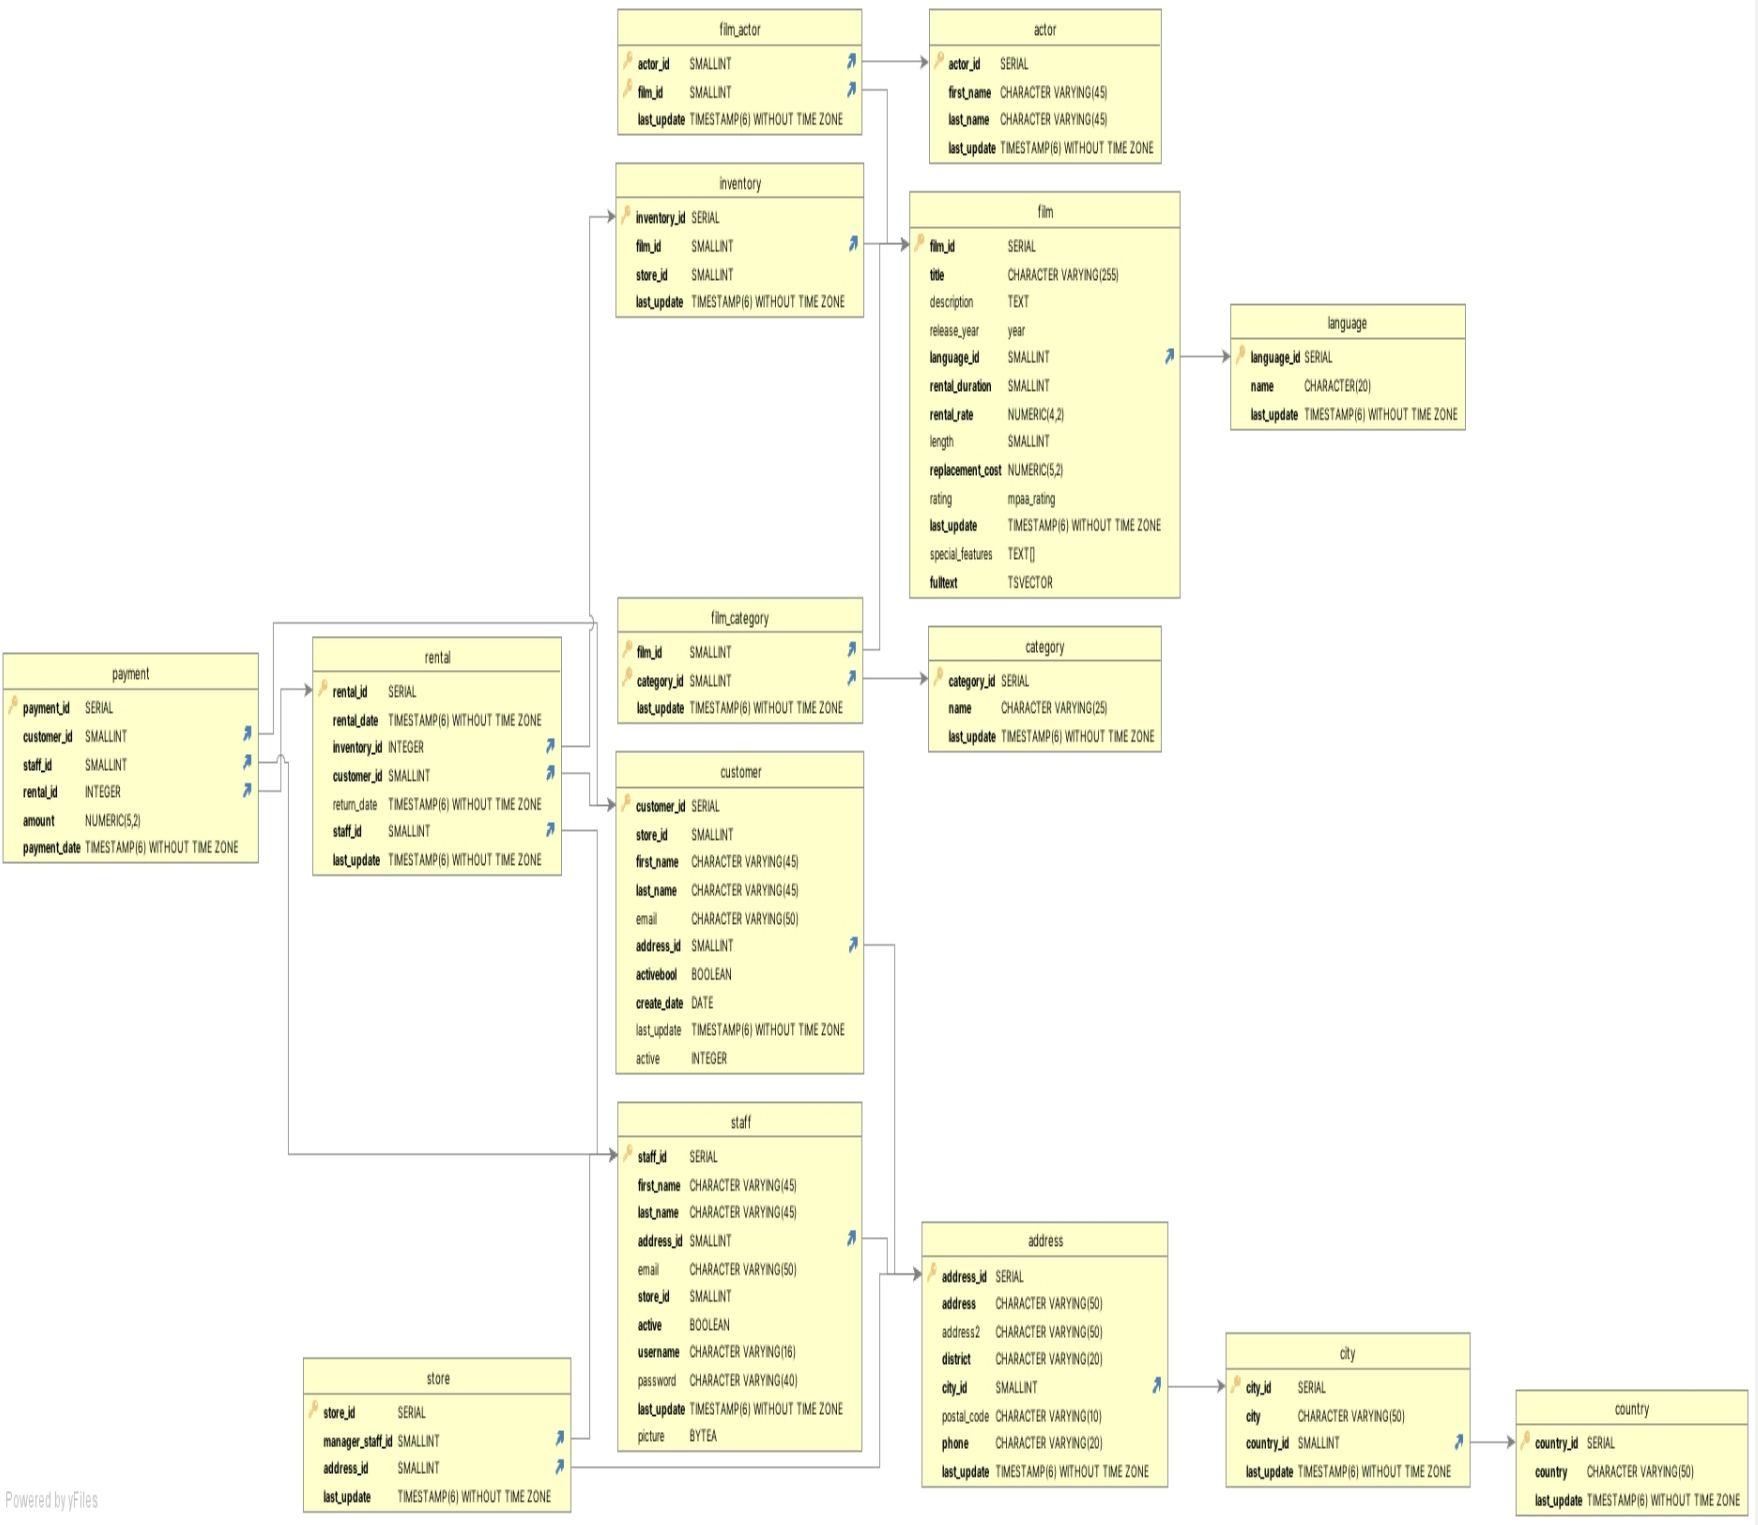 film_actor
actor_id SMALLINT
film_id SMALLINT
last_update TIMESTAMP(6) WITHOUT TIME ZONE
actor
actor_id SERIAL
first_name CHARACTER VARYING(45)
last_name CHARACTER VARYING(45)
last_update TIMESTAMP(6) WITHOUT TIME ZONE
inventory
inventory_id SERIAL
film_id SMALLINT
store_id SMALLINT
last_update TIMESTAMP(6) WITHOUT TIME ZONE
film
film_id SERIAL
title CHARACTER VARYING(255)
description TEXT
release_year year
language_id SMALLINT
rental_duration SMALLINT
rental_rate NUMERIC(4,2)
length SMALLINT
replacement_cost NUMERIC(5,2)
rating mpaa_rating
last_update TIMESTAMP(6) WITHOUT TIME ZONE
special_features TEXT[]
fulltext TSVECTOR
language
language_id SERIAL
name CHARACTER(20)
last_update TIMESTAMP(6) WITHOUT TIME ZONE
film_category
film_id SMALLINT
category_id SMALLINT
last_update TIMESTAMP(6) WITHOUT TIME ZONE
category
category_id SERIAL
name CHARACTER VARYING(25)
last_update TIMESTAMP(6) WITHOUT TIME ZONE
payment
payment_id SERIAL
customer_id SMALLINT
staff_id SMALLINT
rental_id INTEGER
amount NUMERIC(5,2)
payment_date TIMESTAMP(6) WITHOUT TIME ZONE
rental
rental_id SERIAL
rental_date TIMESTAMP(6) WITHOUT TIME ZONE
inventory_id INTEGER
customer_id SMALLINT
return_date TIMESTAMP(6) WITHOUT TIME ZONE
staff_id SMALLINT
last_update TIMESTAMP(6) WITHOUT TIME ZONE
customer
customer_id SERIAL
store_id SMALLINT
first_name CHARACTER VARYING(45)
last_name CHARACTER VARYING(45)
email CHARACTER VARYING(50)
address_id SMALLINT
activebool BOOLEAN
create_date DATE
last_update TIMESTAMP(6) WITHOUT TIME ZONE
active INTEGER
staff
staff_id SERIAL
first_name CHARACTER VARYING(45)
last_name CHARACTER VARYING(45)
address_id SMALLINT
email CHARACTER VARYING(50)
store_id SMALLINT
active BOOLEAN
username CHARACTER VARYING(16)
password CHARACTER VARYING(40)
last_update TIMESTAMP(6) WITHOUT TIME ZONE
picture BYTEA
address
address_id SERIAL
address CHARACTER VARYING(50)
address2 CHARACTER VARYING(50)
district CHARACTER VARYING(20)
city_id SMALLINT
postal_code CHARACTER VARYING(10)
phone CHARACTER VARYING(20)
last_update TIMESTAMP(6) WITHOUT TIME ZONE
store
store_id SERIAL
manager_staff_id SMALLINT
address_id SMALLINT
last_update TIMESTAMP(6) WITHOUT TIME ZONE
city
city_id SERIAL
city CHARACTER VARYING(50)
country_id SMALLINT
last_update TIMESTAMP(6) WITHOUT TIME ZONE
country
country_id SERIAL
country CHARACTER VARYING(50)
last_update TIMESTAMP(6) WITHOUT TIME ZONE
Powered by yFiles